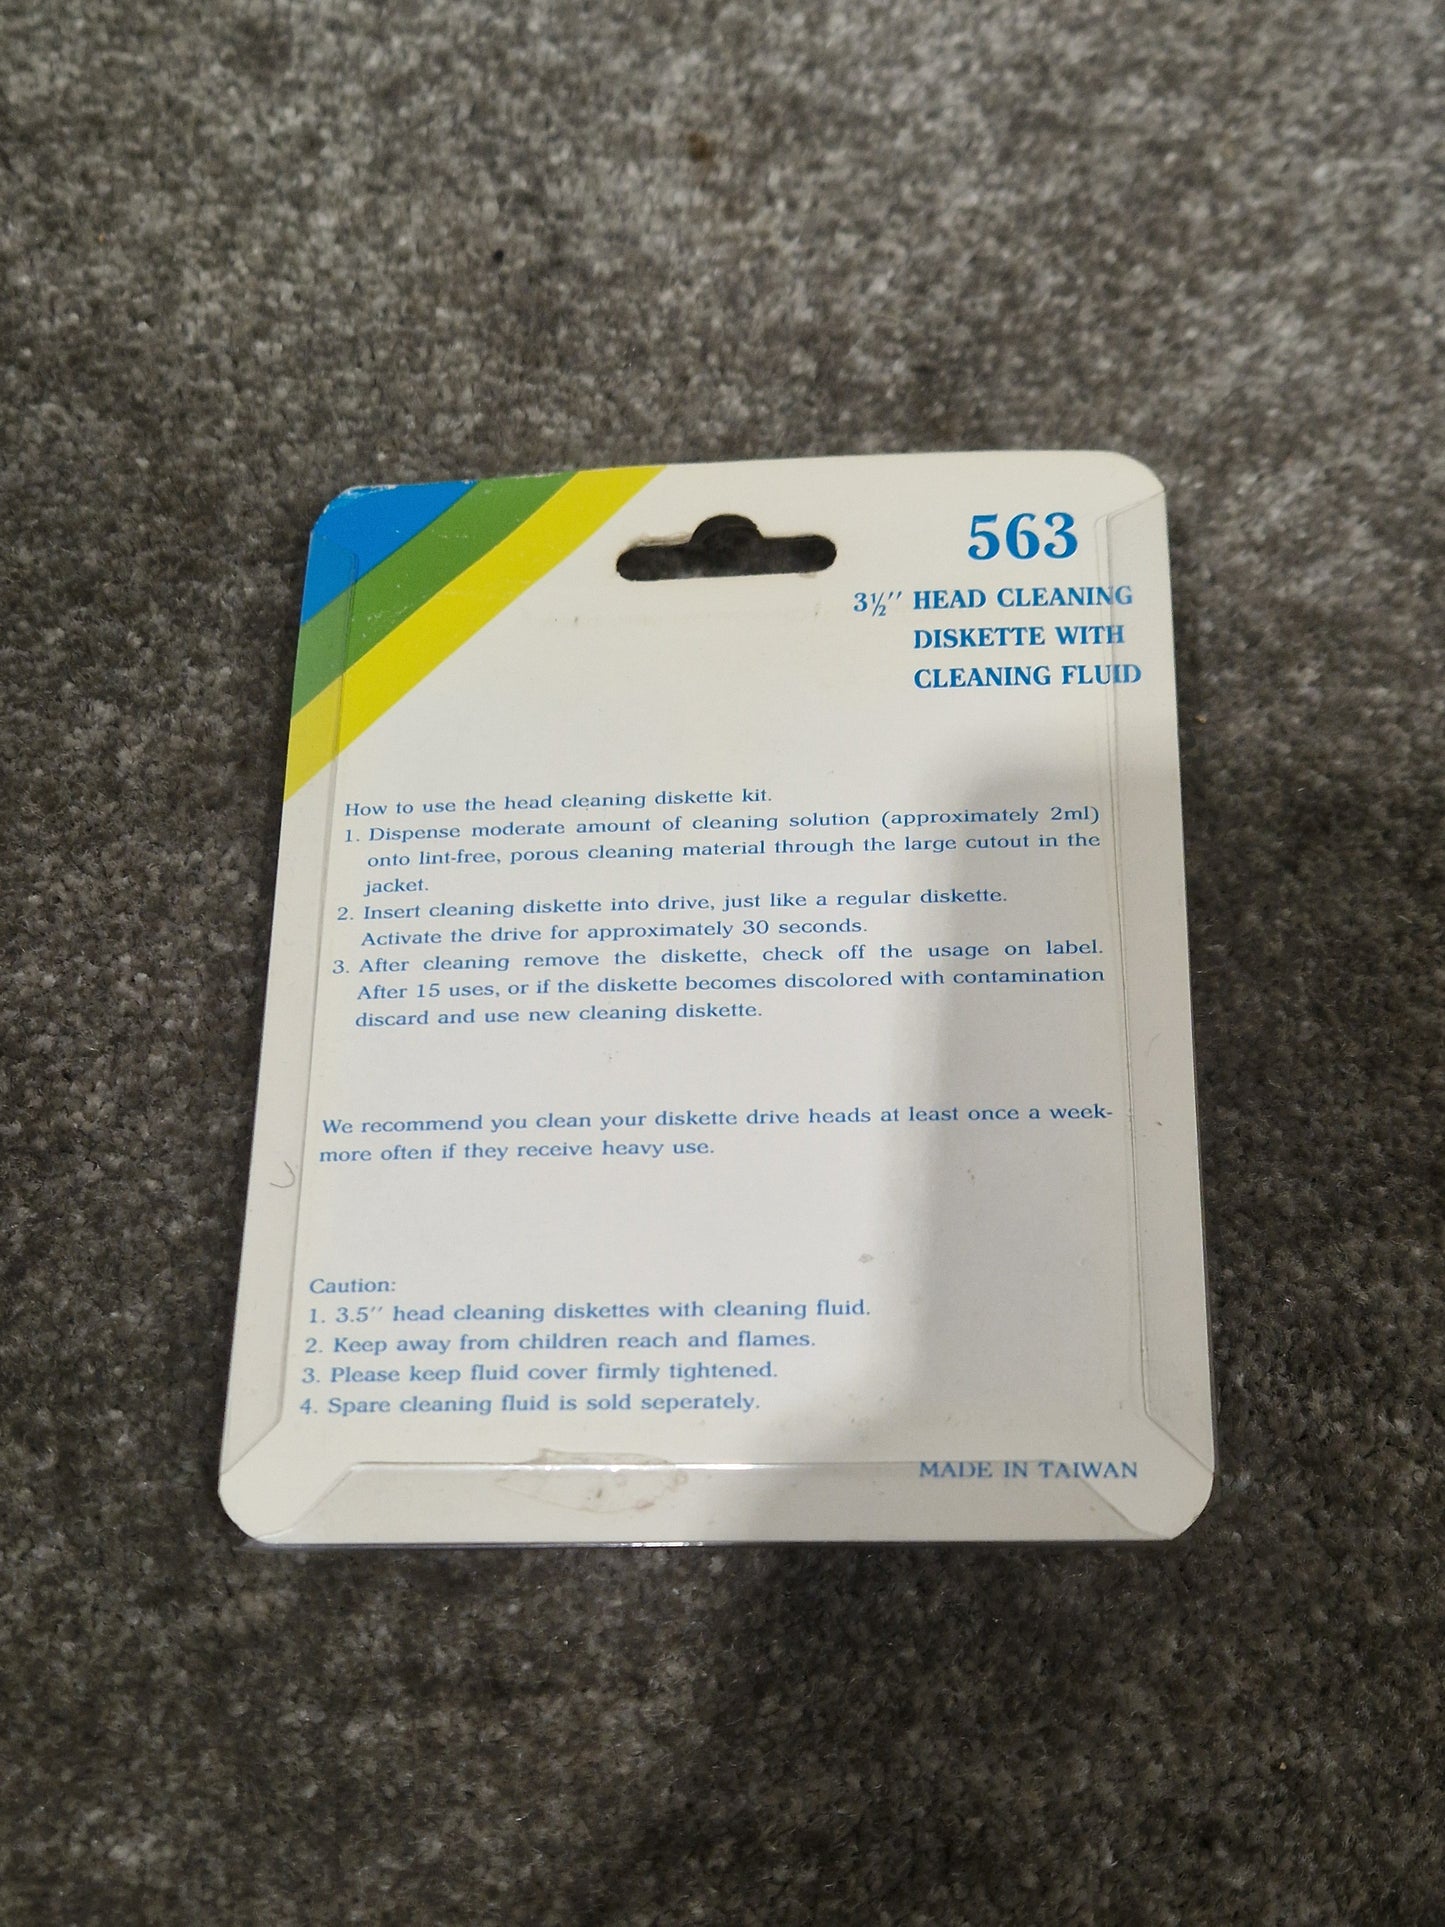 563
3½″ HEAD CLEANING
DISKETTE WITH
CLEANING FLUID
How to use the head cleaning diskette kit.
1. Dispense moderate amount of cleaning solution (approximately 2ml)
onto lint-free, porous cleaning material through the large cutout in the
jacket.
2. Insert cleaning diskette into drive, just like a regular diskette.
Activate the drive for approximately 30 seconds.
3. After cleaning remove the diskette, check off the usage on label.
After 15 uses, or if the diskette becomes discolored with contamination
discard and use new cleaning diskette.
We recommend you clean your diskette drive heads at least once a week-
more often if they receive heavy use.
Caution:
1. 3.5″ head cleaning diskettes with cleaning fluid.
2. Keep away from children reach and flames.
3. Please keep fluid cover firmly tightened.
4. Spare cleaning fluid is sold seperately.
MADE IN TAIWAN